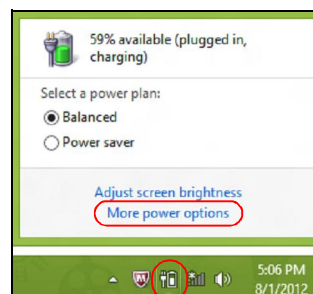 59% available (plugged in,
charging)
Select a power plan:
Balanced
Power saver
Adjust screen brightness
More power options
5:06 PM
8/1/2012